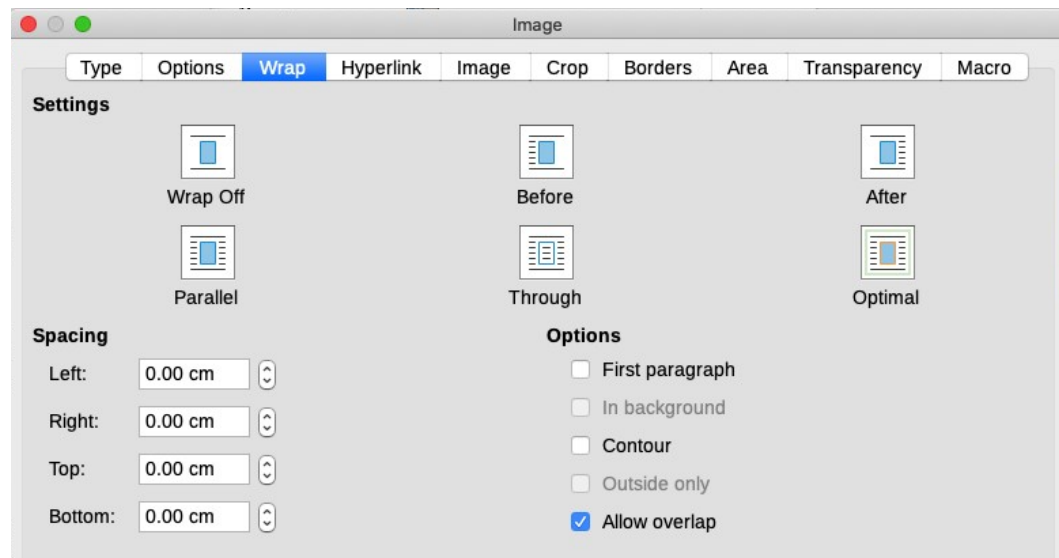 Image
Type Options Wrap Hyperlink Image Crop Borders Area Transparency Macro
Settings
Wrap Off Before After
Parallel Through Optimal
Spacing Options
Left: 0.00 cm First paragraph
Right: 0.00 cm In background
Top: 0.00 cm Contour
Outside only
Bottom: 0.00 cm Allow overlap